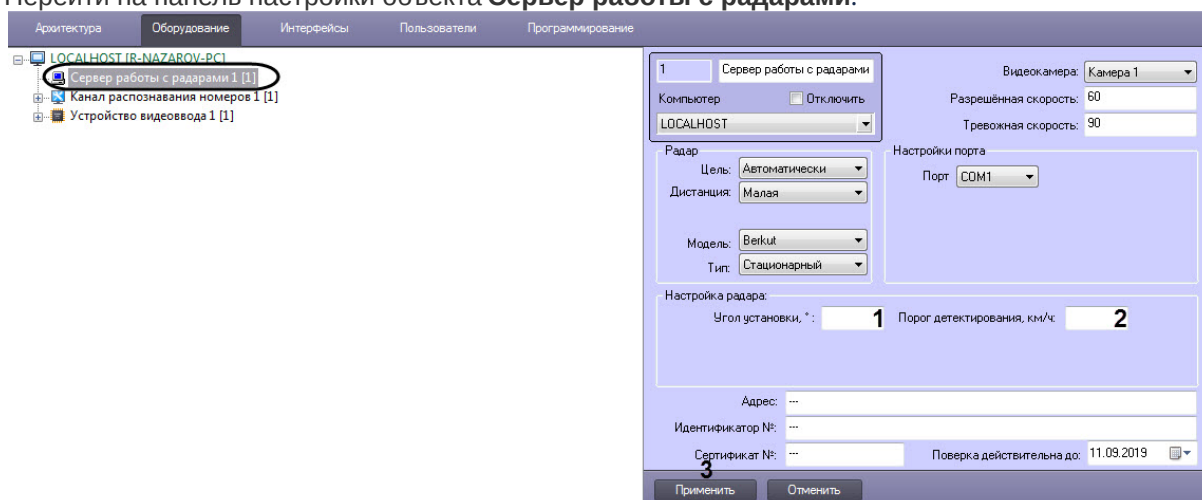 Перейти на панель настройки объекта Сервер работы с радарами.
Архитектура Оборудование Интерфейсы Пользователи Программирование
LOCALHOST [R-NAZAROV-PC]
Сервер работы с радарами 1 [1]
Канал распознавания номеров 1 [1]
Устройство видеоввода 1 [1]
1 Сервер работы с радарами
Компьютер Отключить
LOCALHOST
Видеокамера: Камера 1
Разрешённая скорость: 60
Тревожная скорость: 90
Радар
Цель: Автоматически
Дистанция: Малая
Модель: Berkut
Тип: Стационарный
Настройки порта
Порт COM1
Настройка радара:
Угол установки, ° : 1 Порог детектирования, км/ч: 2
Адрес: ---
Идентификатор №: ---
Сертификат №: --- Поверка действительна до: 11.09.2019
3
Применить Отменить